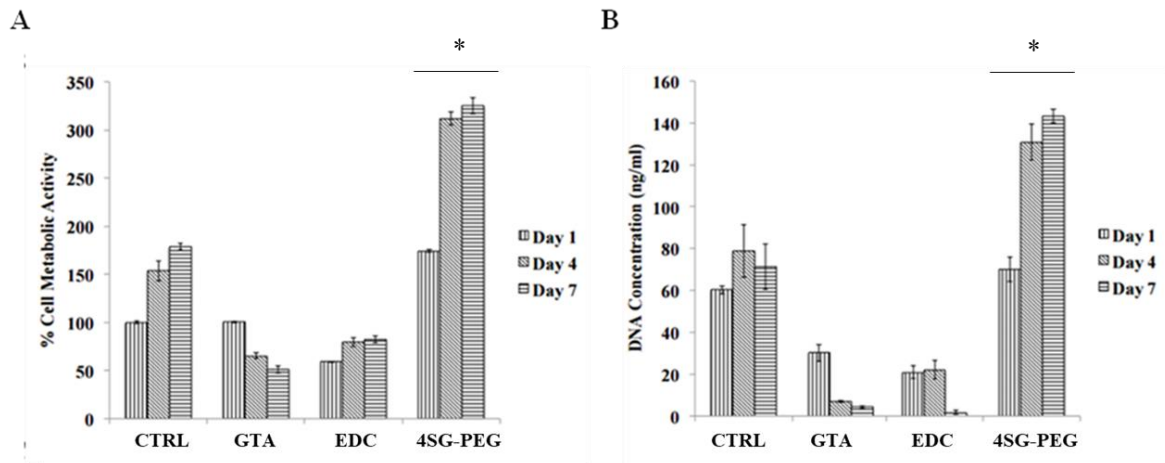 A
*
350
300
250
200
150
100
50
0
% Cell Metabolic Activity
CTRL GTA EDC 4SG-PEG
Day 1
Day 4
Day 7
B
*
160
140
120
100
80
60
40
20
0
DNA Concentration (ng/ml)
CTRL GTA EDC 4SG-PEG
Day 1
Day 4
Day 7